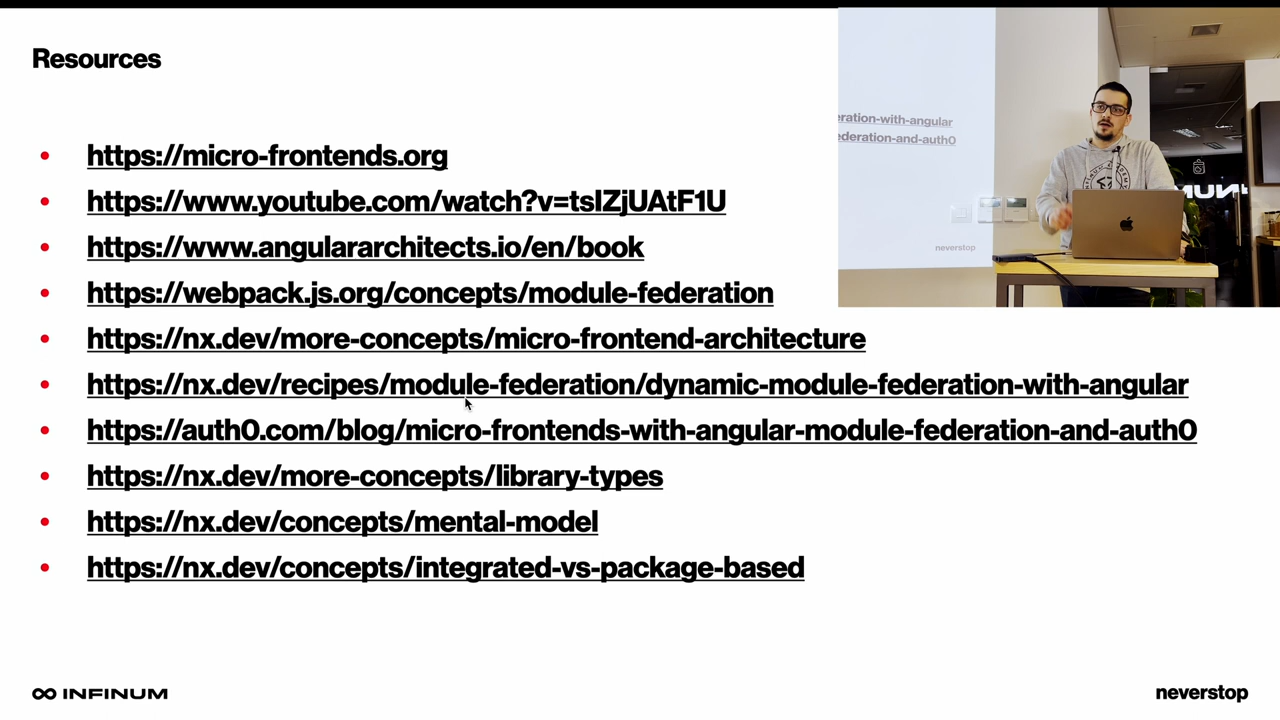 Resources
https://micro-frontends.org
https://www.youtube.com/watch?v=tsIZjUAtF1U
https://www.angulararchitects.io/en/book
https://webpack.js.org/concepts/module-federation
https://nx.dev/more-concepts/micro-frontend-architecture
https://nx.dev/recipes/module-federation/dynamic-module-federation-with-angular
https://auth0.com/blog/micro-frontends-with-angular-module-federation-and-auth0
https://nx.dev/more-concepts/library-types
https://nx.dev/concepts/mental-model
https://nx.dev/concepts/integrated-vs-package-based
INFINUM
neverstop
eration-with-angular
ederation-and-auth0
neverstop